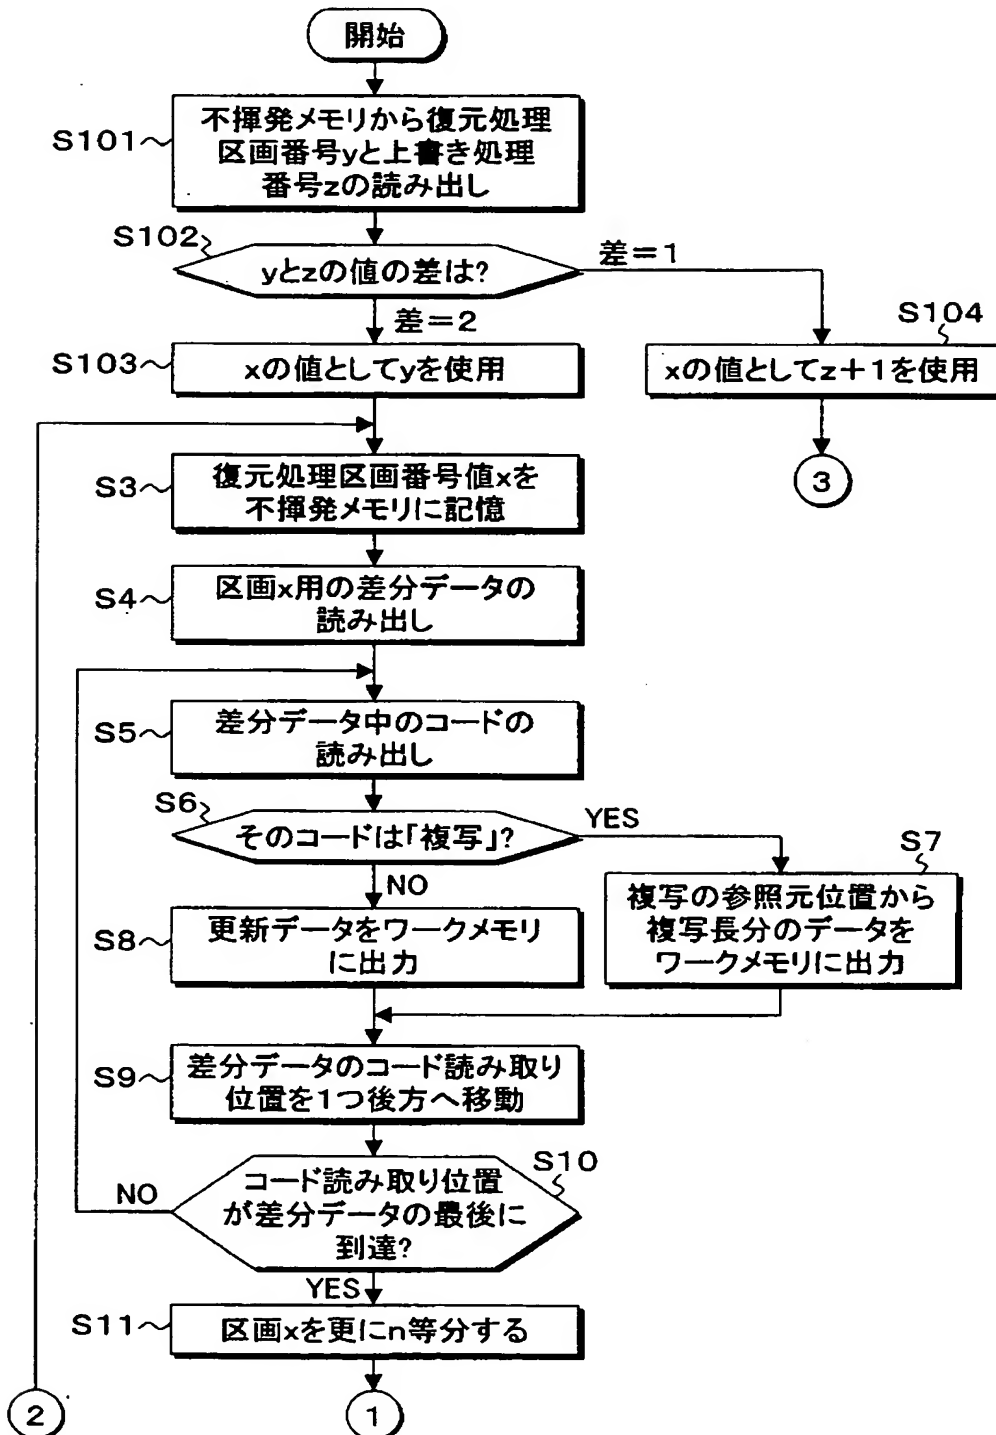 開始
S101
不揮発メモリから復元処理
区画番号yと上書き処理
番号zの読み出し
S102
yとzの値の差は?
差=1
差=2
S103
xの値としてyを使用
S104
xの値としてz+1を使用
3
S3
復元処理区画番号値xを
不揮発メモリに記憶
S4
区画x用の差分データの
読み出し
S5
差分データ中のコードの
読み出し
S6
そのコードは「複写」?
YES
NO
S7
複写の参照元位置から
複写長分のデータを
ワークメモリに出力
S8
更新データをワークメモリ
に出力
S9
差分データのコード読み取り
位置を1つ後方へ移動
S10
コード読み取り位置
が差分データの最後に
到達?
NO
YES
S11
区画xを更にn等分する
2
1